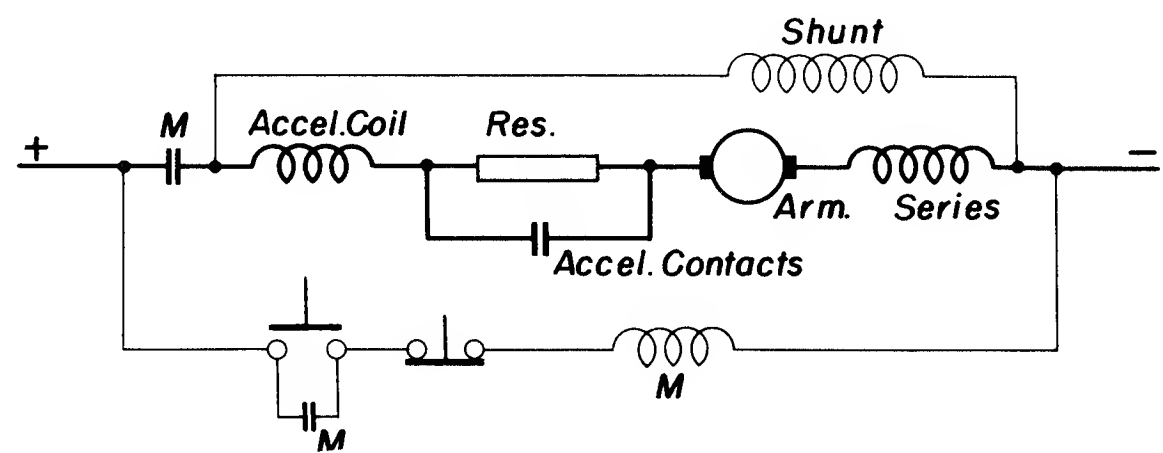 Shunt
M
Accel.Coil
Res.
+
−
Arm.
Series
Accel. Contacts
M
M